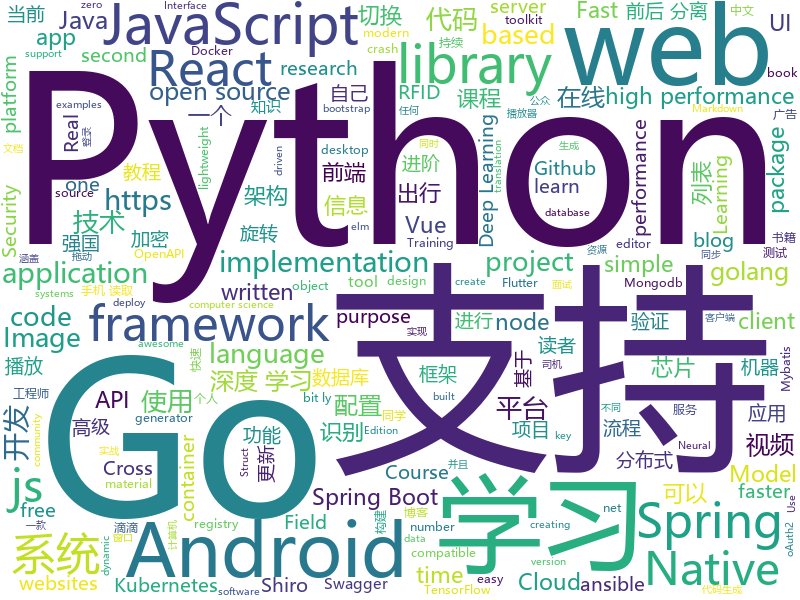 当前 Java JavaScript 切换 代码 server Fast 前后 分离 Interface Docker modern toolkit 中文
zero support app second React based UI 持续
platform research library web crash book
open source 自己 课程 在线 high performance bootstrap 任何 播放器 公众
examples Real 登录 一个 知识 RFID Markdown 广告
文档 one 教程 lightweight driven desktop 进阶 Deep Learning translation Github learn 同时 生成 performance 列表 Learning package
Python
source https 架构 前端 出行 database 书籍
Security 强国 技术 加密 旋转 信息 Vue Training elm editor blog 测试
涵盖 拖动 OpenAPI application implementation project simple 资源 同步 golang
手机 读取 written object tool design create Flutter 面试 Mongodb
systems deploy code computer science purpose 进行 node 验证 client
Image framework awesome 实现 读者 客户端 司机
播放 language 支持 基于 芯片 机器 Mybatis
工程师 快速 个人 深度 学习 数据库 框架 平台 built 不同
开发 API 使用 bit ly 配置 同学 项目 服务 流程 应用
community 高级 generator 功能 识别 Edition key Neural 分布式 视频
js Cross 实战 material 更新 Struct Course 并且 Model
free container Spring Boot 学习 可以 faster
一款 registry Field 博客 number data Spring Use
系统 滴滴 窗口 Android 构建 compatible creating net Native oAuth2
websites dynamic 计算机 Go time easy version Cloud ansible
Kubernetes software Shiro Swagger TensorFlow 代码生成